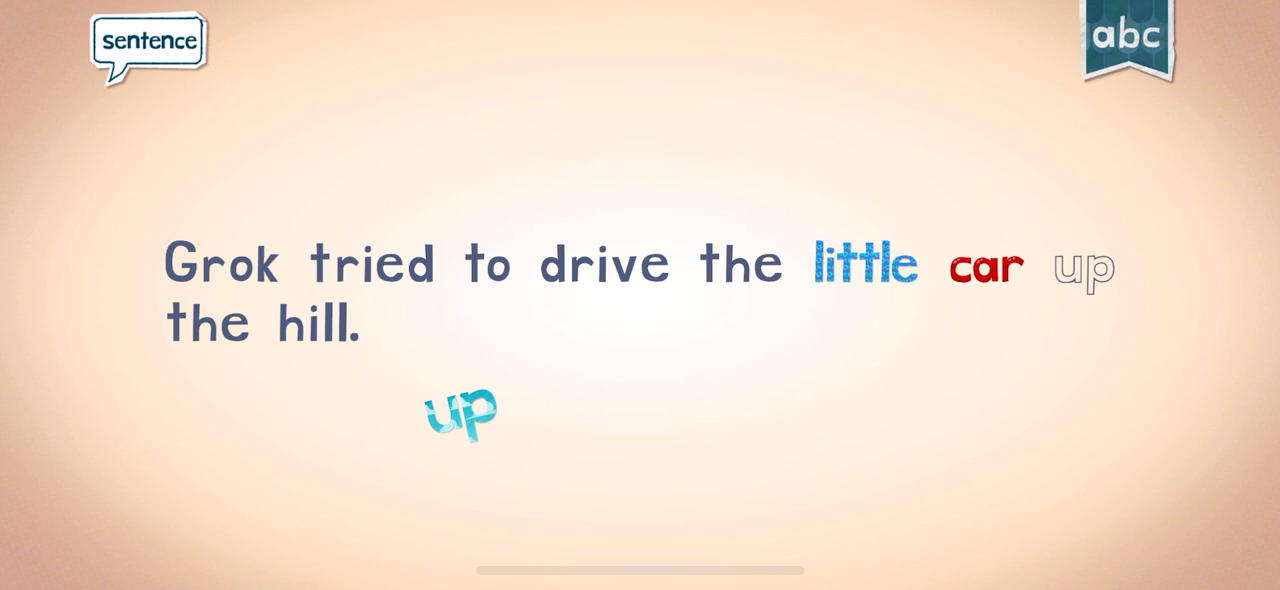 sentence
abc
Grok tried to drive the little car up
the hill.
up